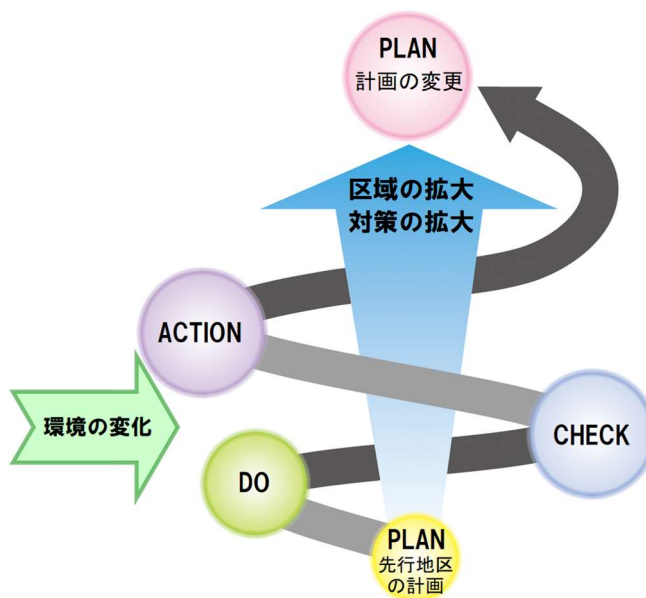 PLAN
計画の変更
区域の拡大
対策の拡大
ACTION
環境の変化
CHECK
DO
PLAN
先行地区
の計画